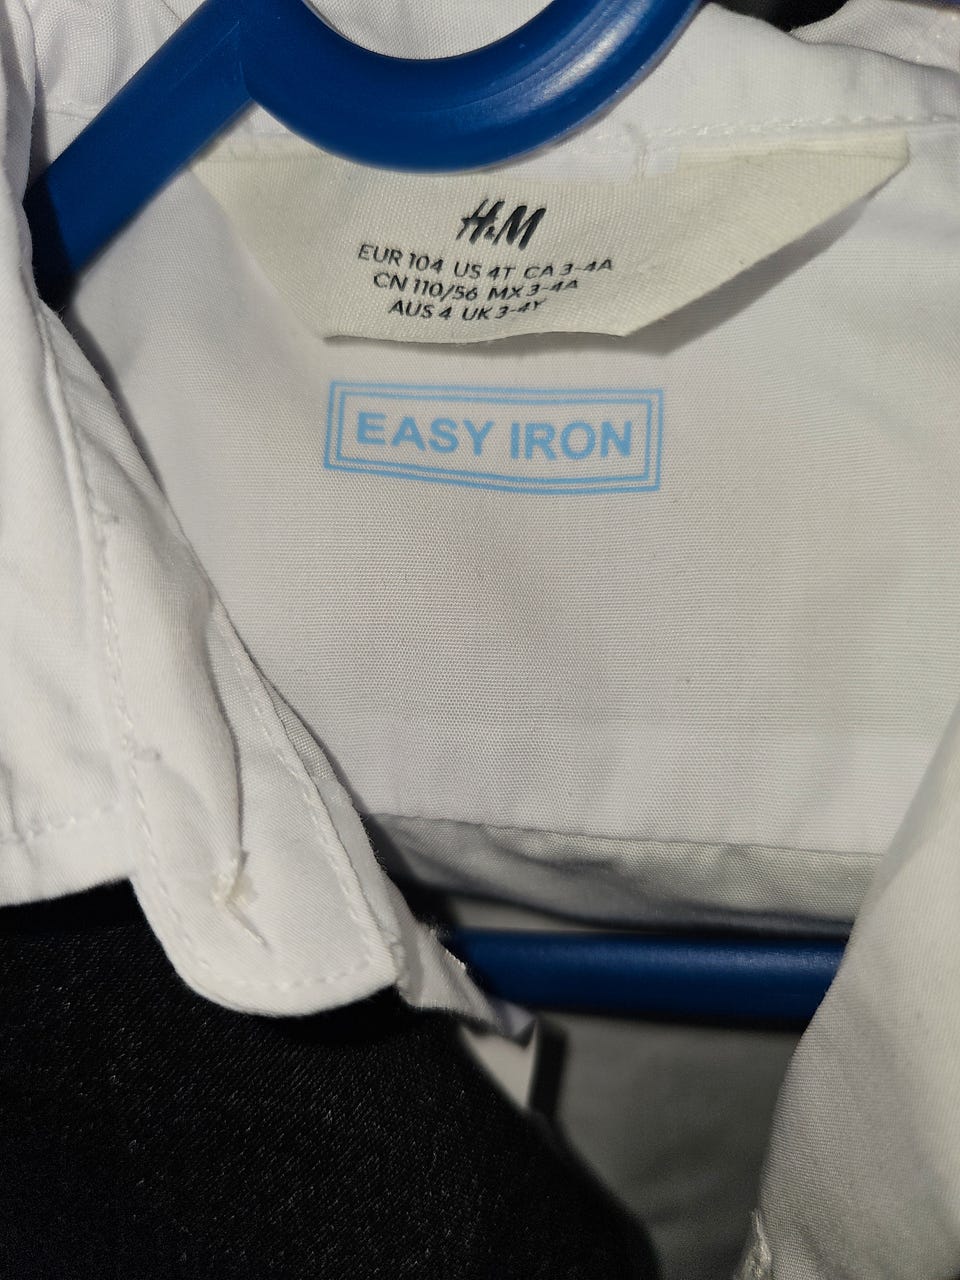 H&M
EUR 104 US 4T CA 3-4A
CN 110/56 MX 3-4A
AUS 4 UK 3-4Y
EASY IRON